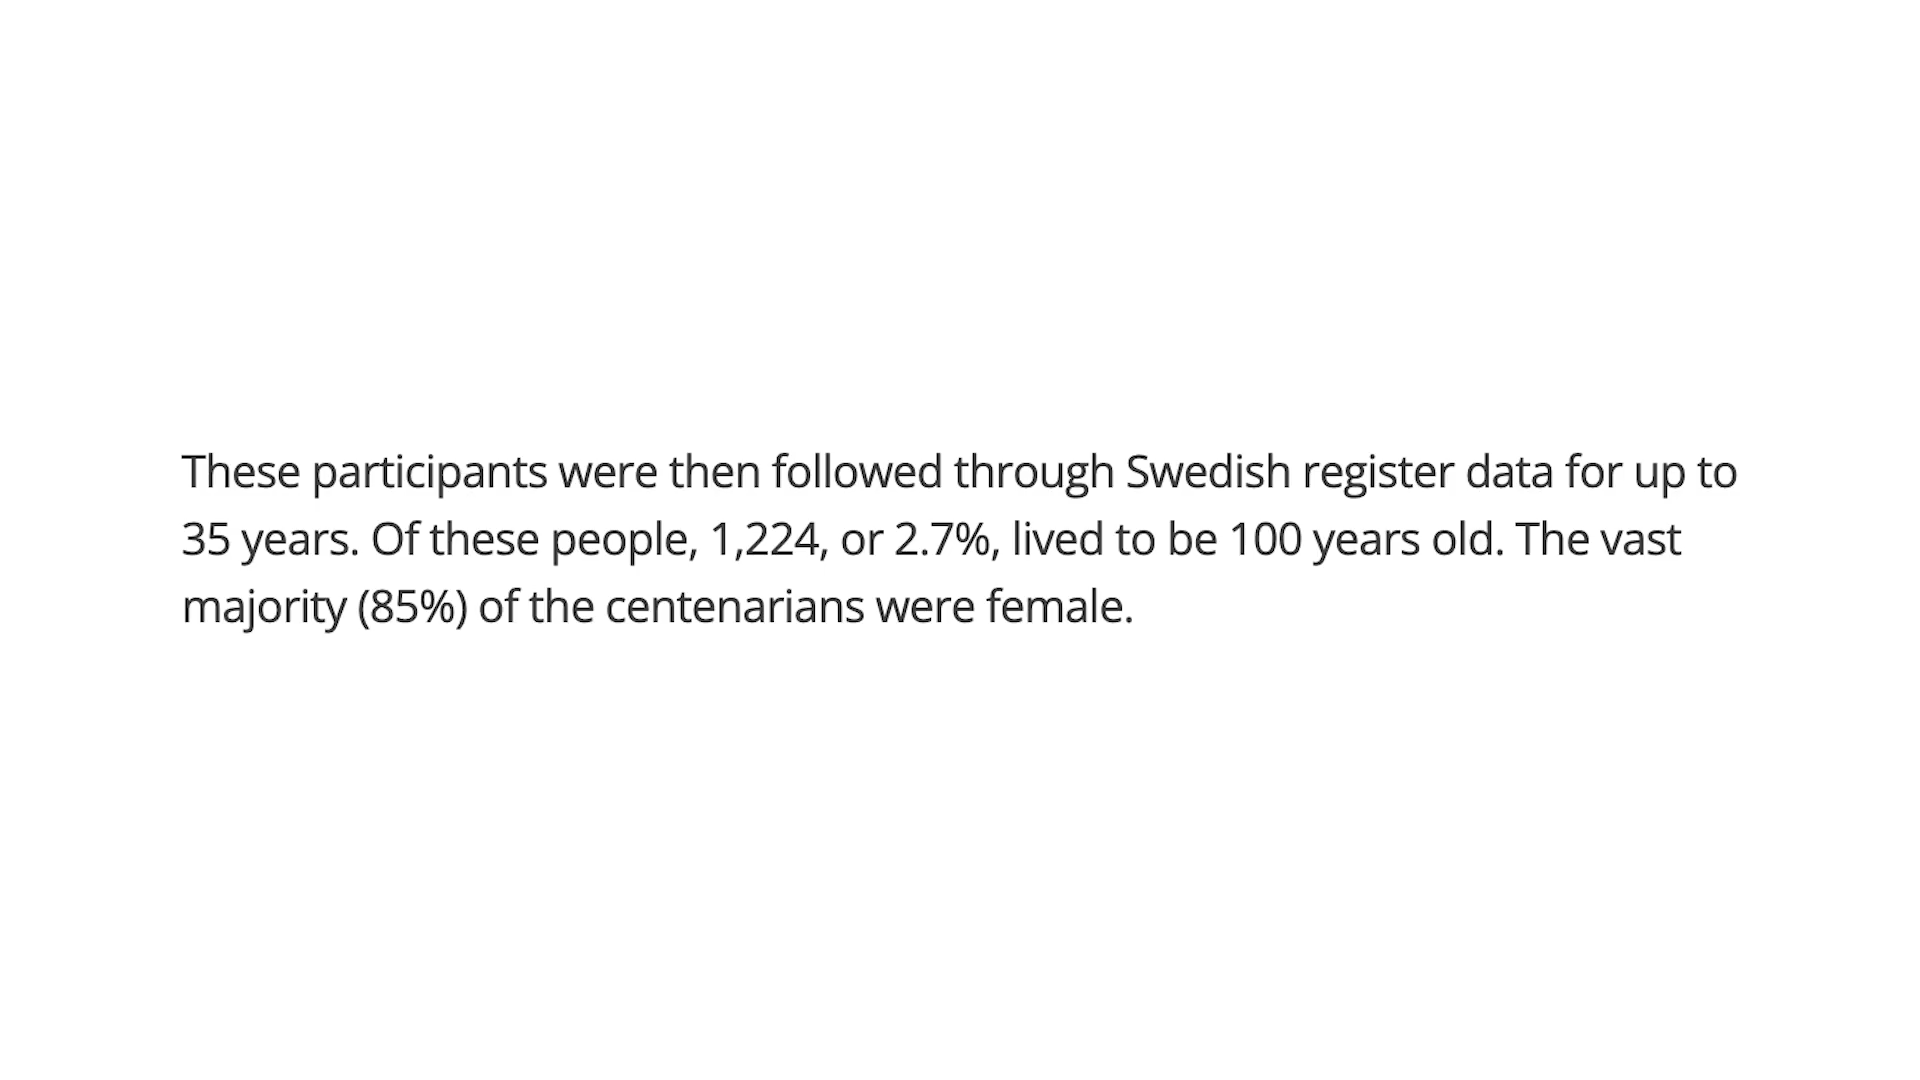 These participants were then followed through Swedish register data for up to
35 years. Of these people, 1,224, or 2.7%, lived to be 100 years old. The vast
majority (85%) of the centenarians were female.